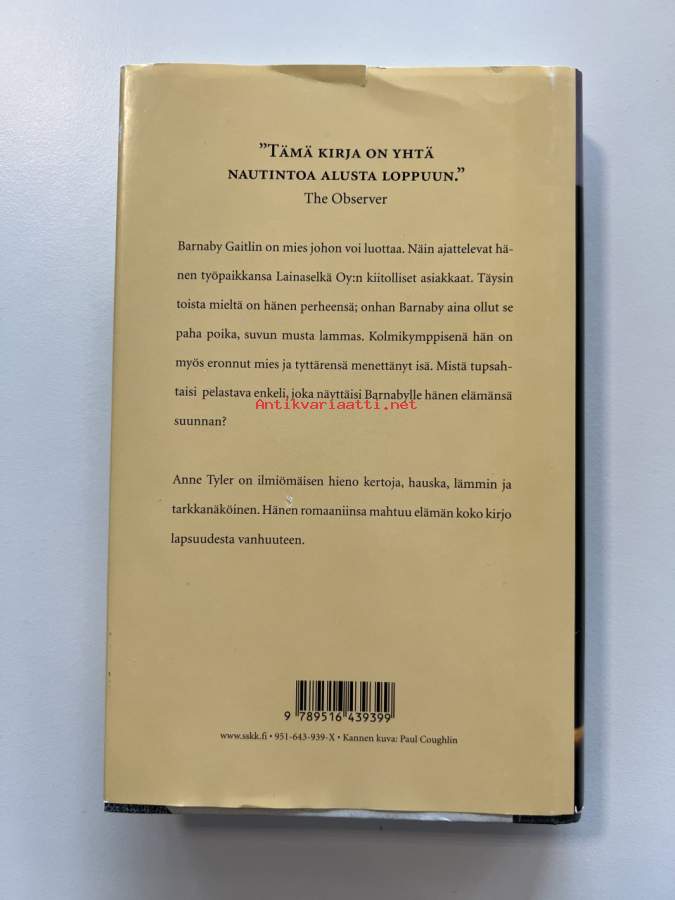 ”TÄMÄ KIRJA ON YHTÄ
NAUTINTOA ALUSTA LOPPUUN.”
The Observer
Barnaby Gaitlin on mies johon voi luottaa. Näin ajattelevat hä-
nen työpaikkansa Lainaselkä Oy:n kiitolliset asiakkaat. Täysin
toista mieltä on hänen perheensä; onhan Barnaby aina ollut se
paha poika, suvun musta lammas. Kolmikymppisenä hän on
myös eronnut mies ja tyttärensä menettänyt isä. Mistä tupsah-
taisi pelastava enkeli, joka näyttäisi Barnabylle hänen elämänsä
Antikvariaatti.net
suunnan?
Anne Tyler on ilmiömäisen hieno kertoja, hauska, lämmin ja
tarkkanäköinen. Hänen romaaniinsa mahtuu elämän koko kirjo
lapsuudesta vanhuuteen.
9 789516 439399
www.sskk.fi • 951-643-939-X • Kannen kuva: Paul Coughlin